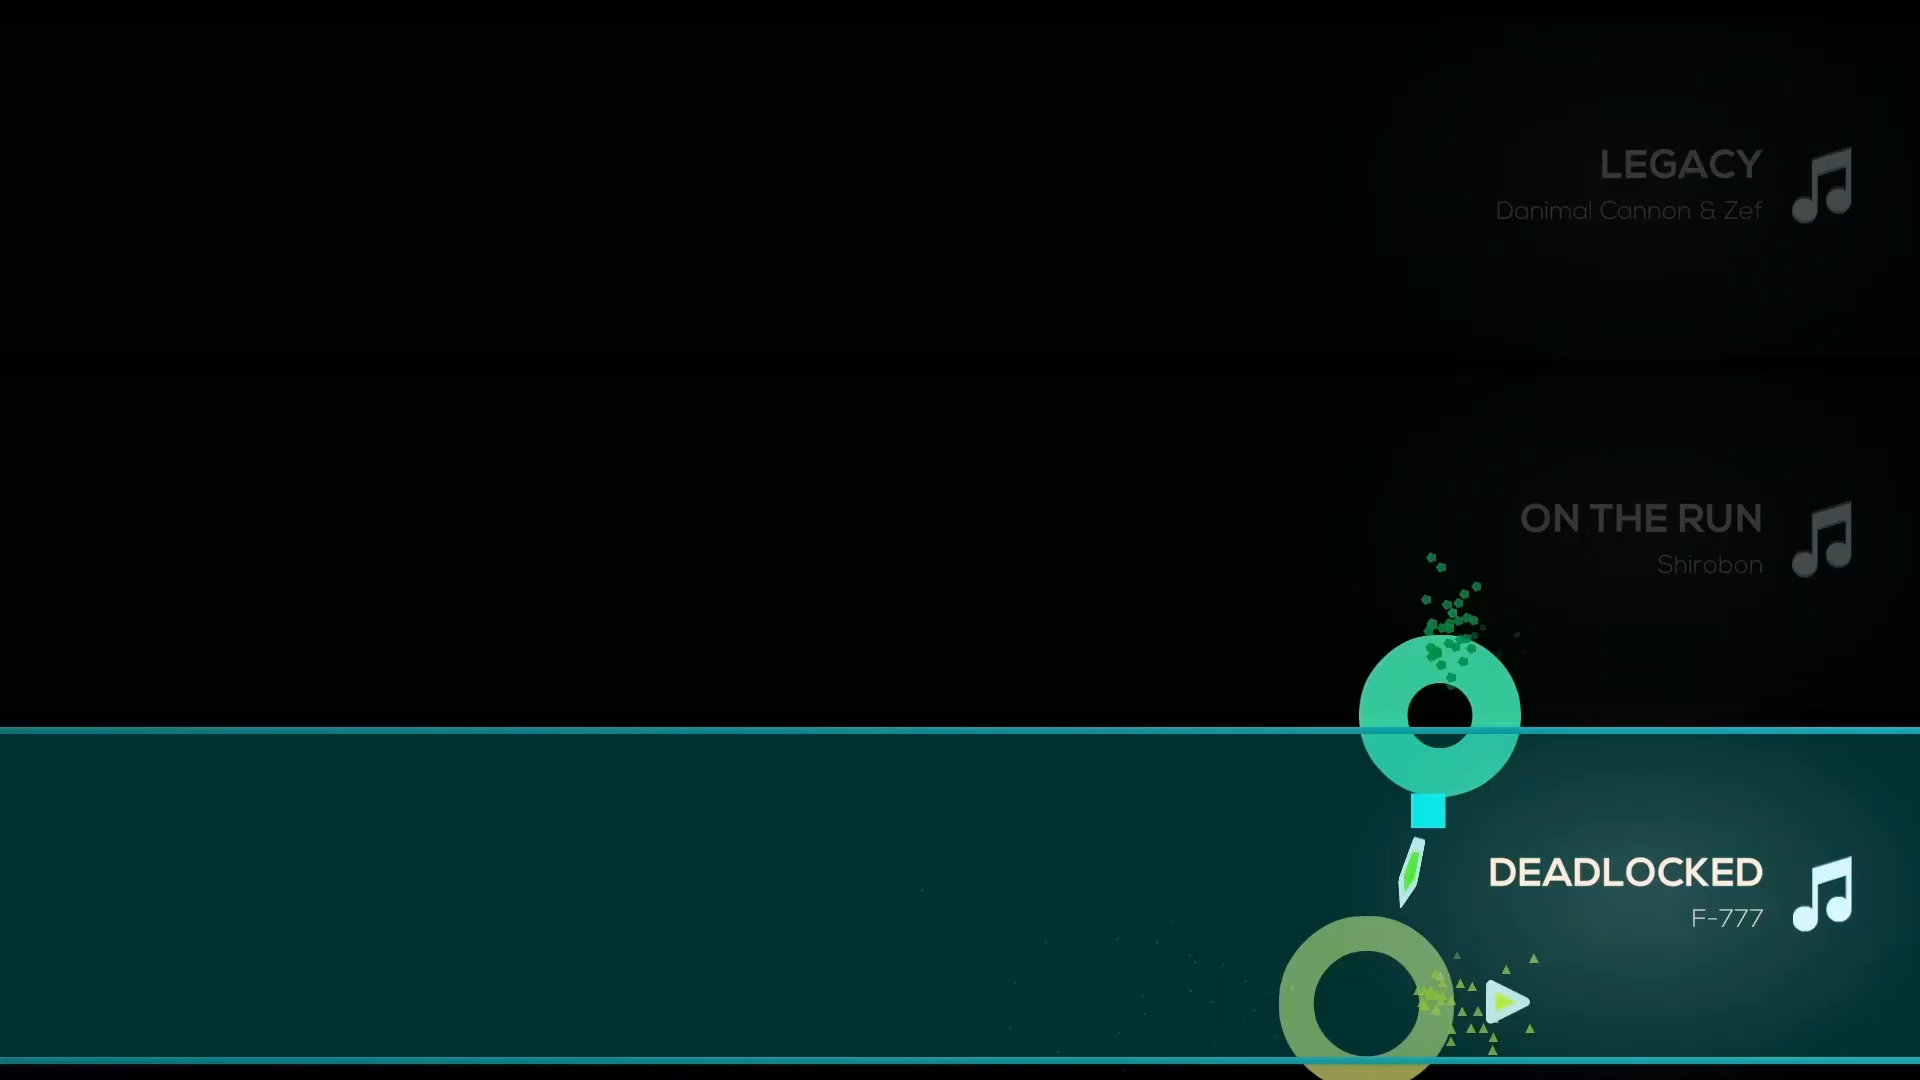 LEGACY
Danimal Cannon & Zef
ON THE RUN
Shirobon
DEADLOCKED
F-777